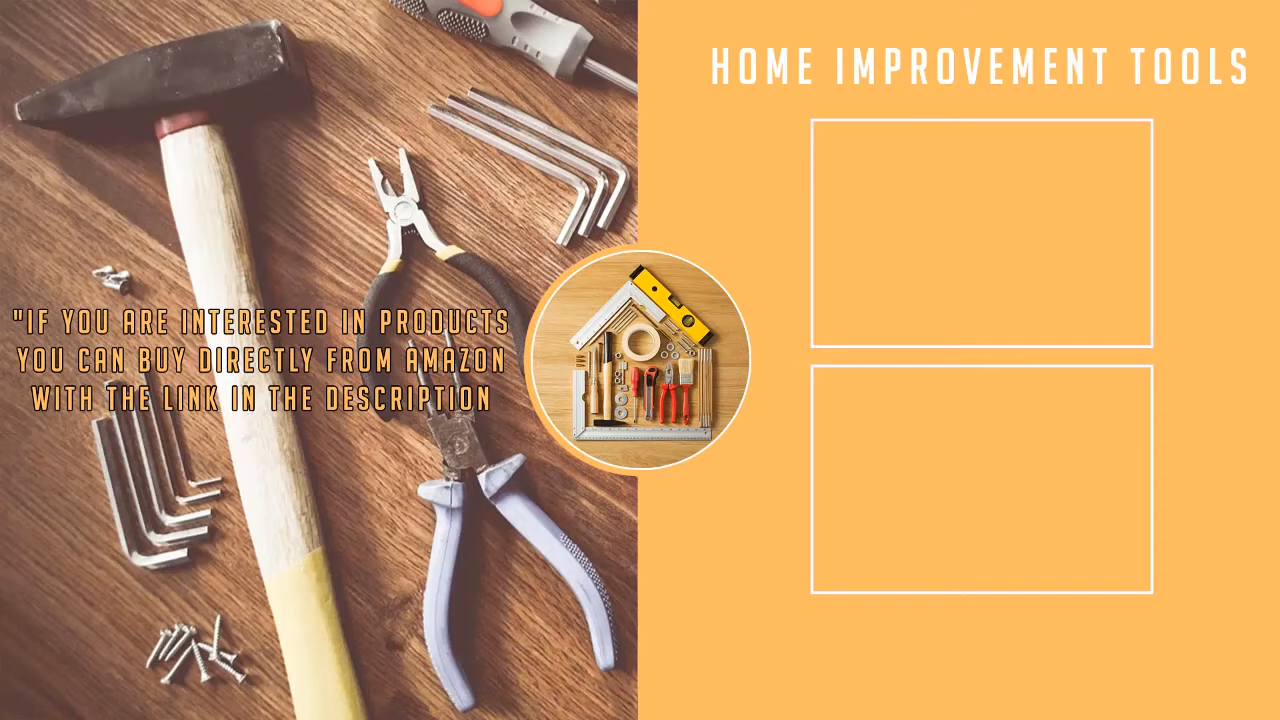 HOME IMPROVEMENT TOOLS
"IF YOU ARE INTERESTED IN PRODUCTS
YOU CAN BUY DIRECTLY FROM AMAZON
WITH THE LINK IN THE DESCRIPTION